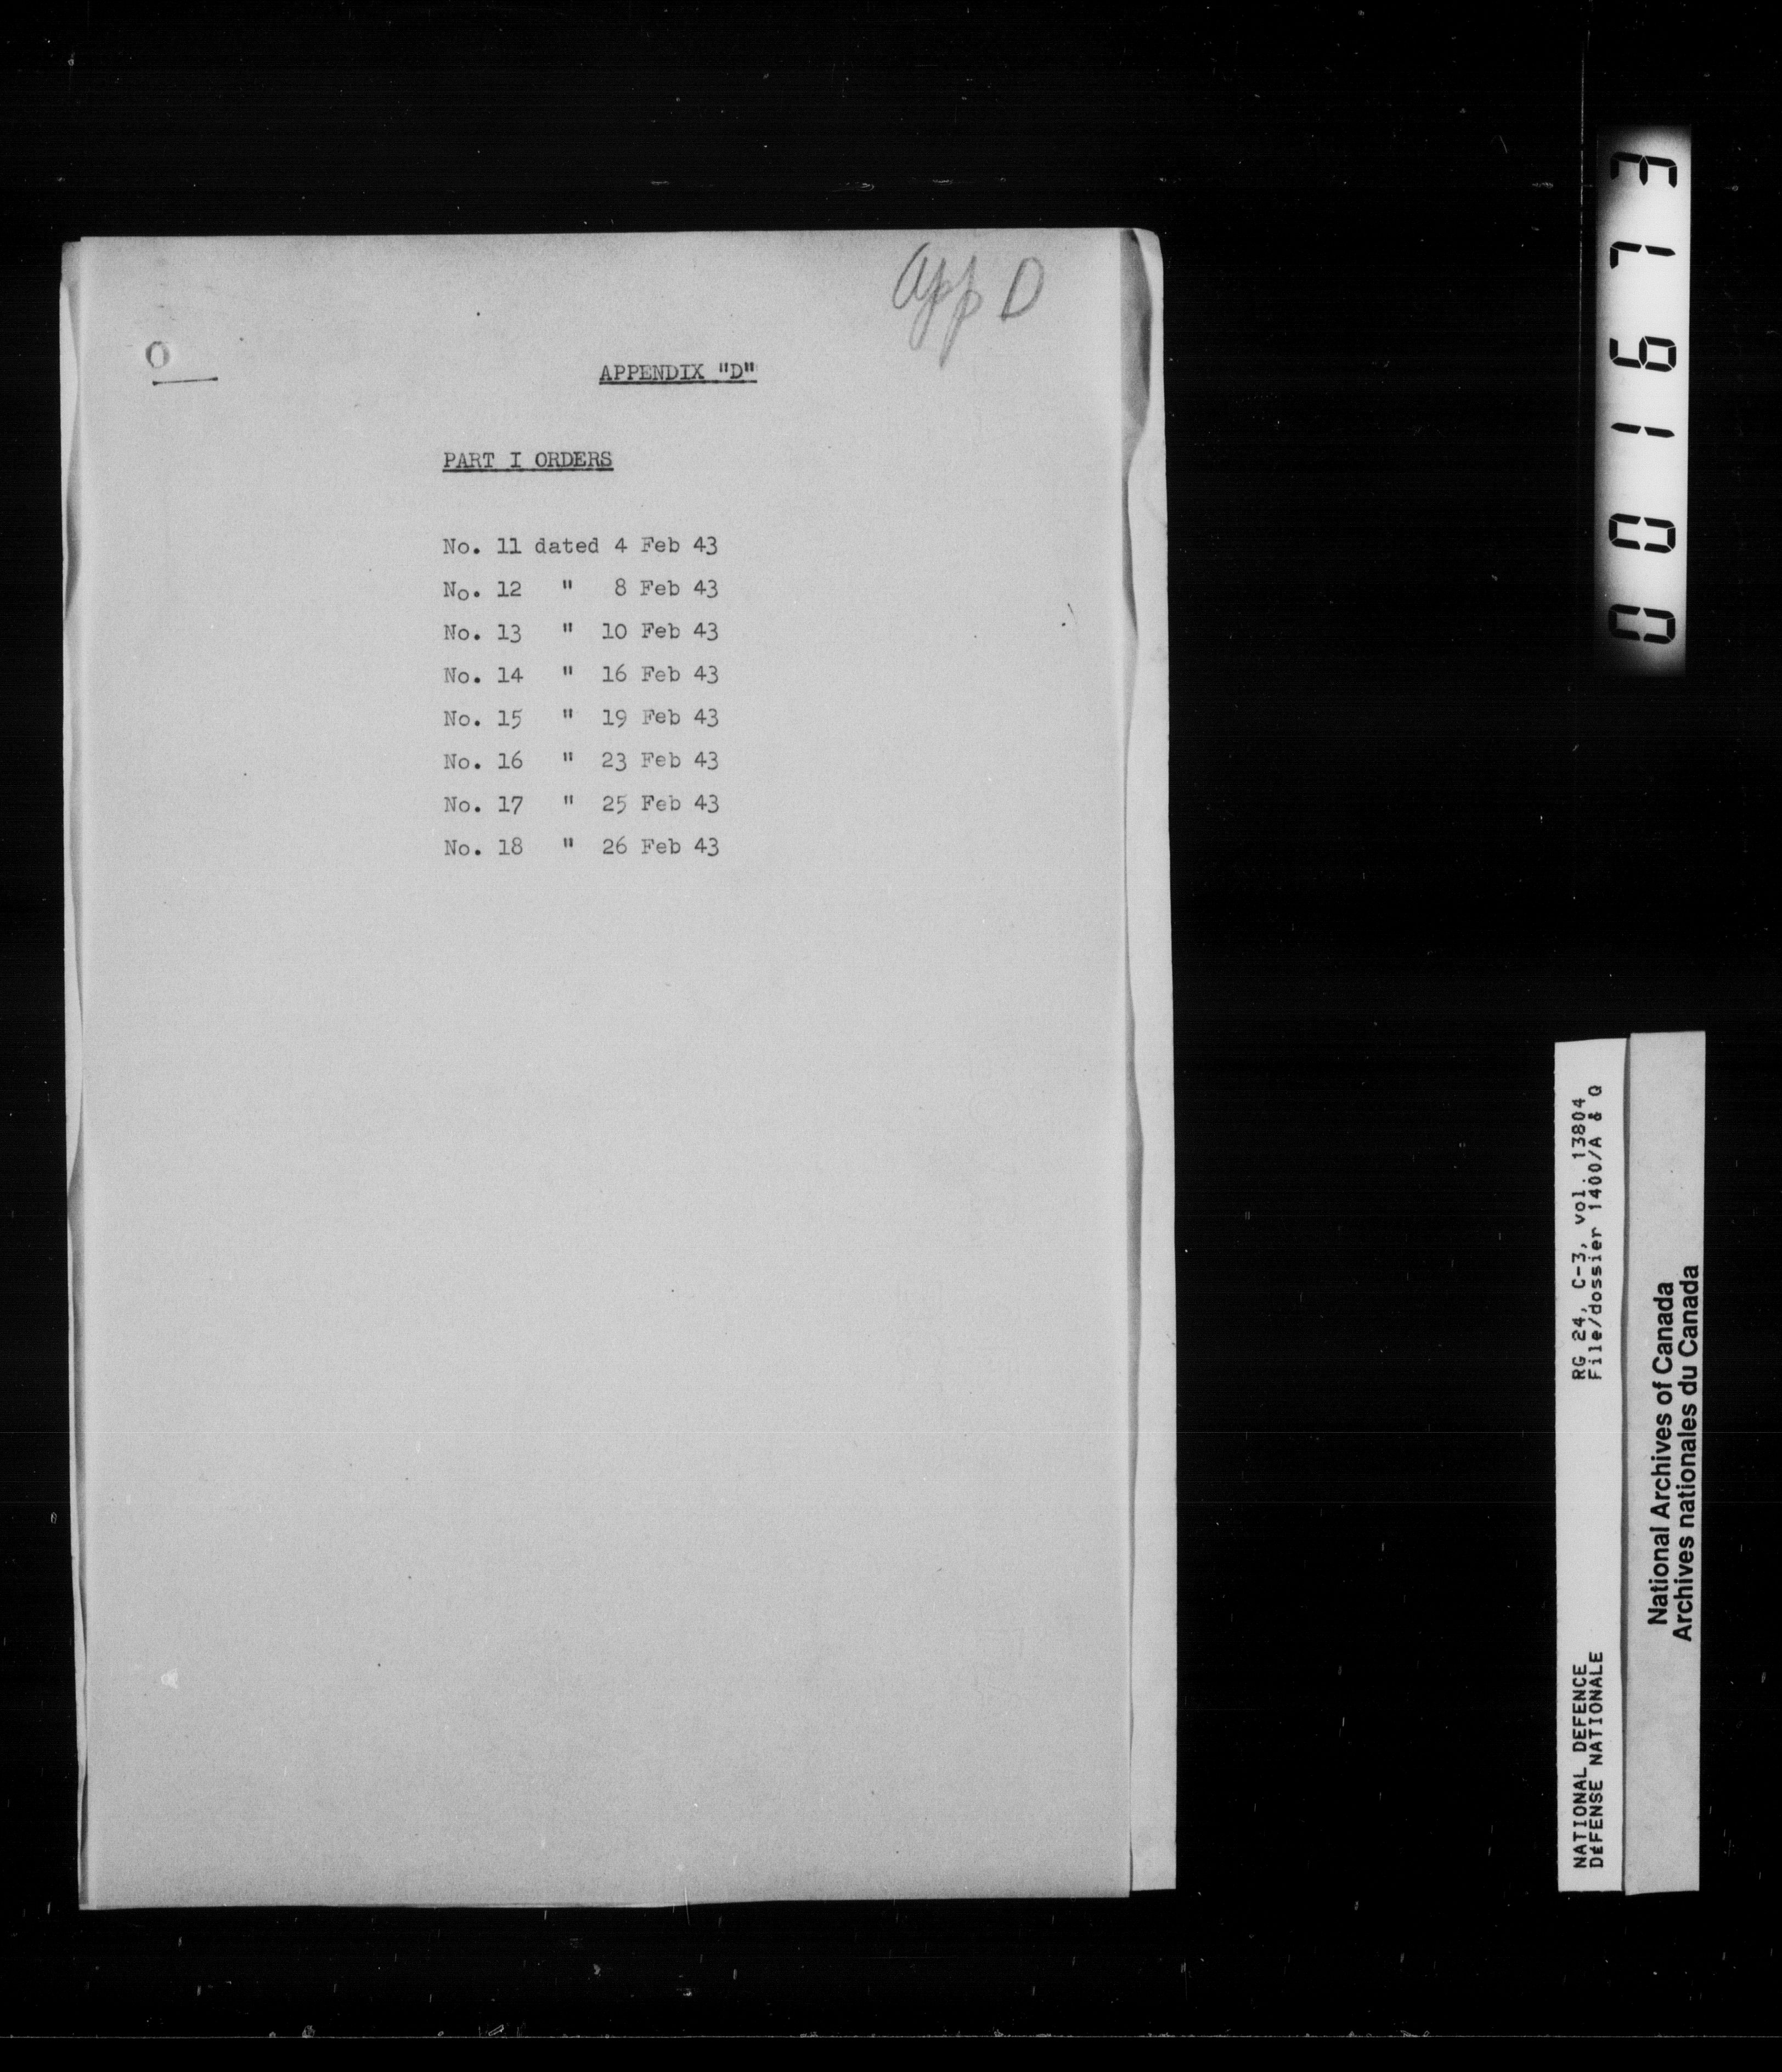 App D
APPENDIX "D"
PART I ORDERS
No. 11 dated 4 Feb 43
No. 12 " 8 Feb 43
No. 13 " 10 Feb 43
No. 14 " 16 Feb 43
No. 15 " 19 Feb 43
No. 16 " 23 Feb 43
No. 17 " 25 Feb 43
No. 18 " 26 Feb 43
001673
RG 24, C-3, vol. 13804
File/dossier 1400/A & Q
NATIONAL DEFENCE
DéFENSE NATIONALE
National Archives of Canada
Archives nationales du Canada